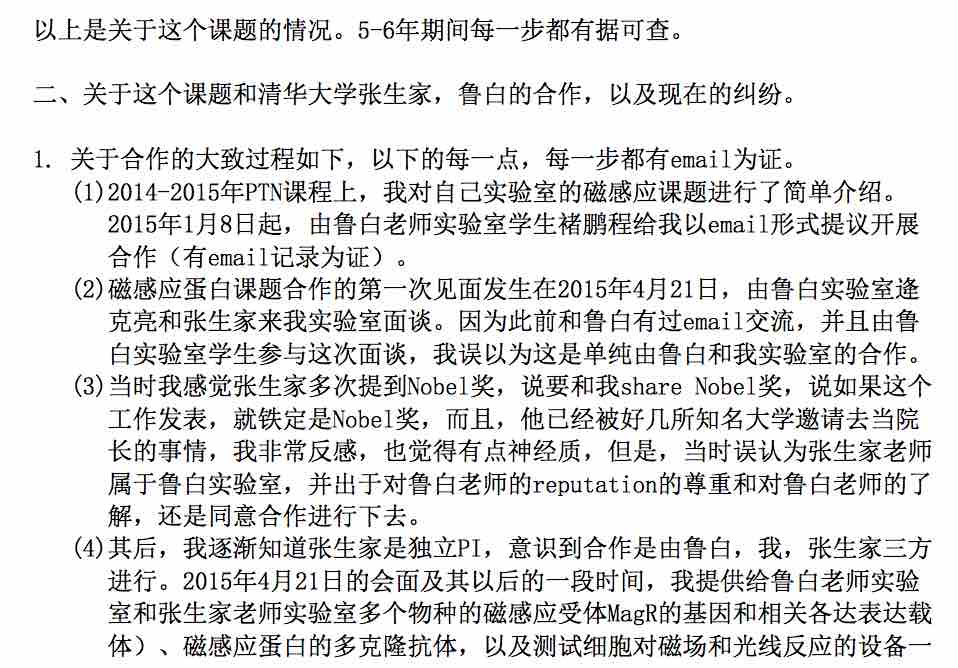 以上是关于这个课题的情况。5-6年期间每一步都有据可查。
二、关于这个课题和清华大学张生家，鲁白的合作，以及现在的纠纷。
1. 关于合作的大致过程如下，以下的每一点，每一步都有email为证。
(1)2014-2015年PTN课程上，我对自己实验室的磁感应课题进行了简单介绍。
2015年1月8日起，由鲁白老师实验室学生褚鹏程给我以email形式提议开展
合作（有email记录为证）。
(2)磁感应蛋白课题合作的第一次见面发生在2015年4月21日，由鲁白实验室逄
克亮和张生家来我实验室面谈。因为此前和鲁白有过email交流，并且由鲁
白实验室学生参与这次面谈，我误以为这是单纯由鲁白和我实验室的合作。
(3)当时我感觉张生家多次提到Nobel奖，说要和我share Nobel奖，说如果这个
工作发表，就铁定是Nobel奖，而且，他已经被好几所知名大学邀请去当院
长的事情，我非常反感，也觉得有点神经质，但是，当时误认为张生家老师
属于鲁白实验室，并出于对鲁白老师的reputation的尊重和对鲁白老师的了
解，还是同意合作进行下去。
(4)其后，我逐渐知道张生家是独立PI，意识到合作是由鲁白，我，张生家三方
进行。2015年4月21日的会面及其以后的一段时间，我提供给鲁白老师实验
室和张生家老师实验室多个物种的磁感应受体MagR的基因和相关各达表达载
体）、磁感应蛋白的多克隆抗体，以及测试细胞对磁场和光线反应的设备一